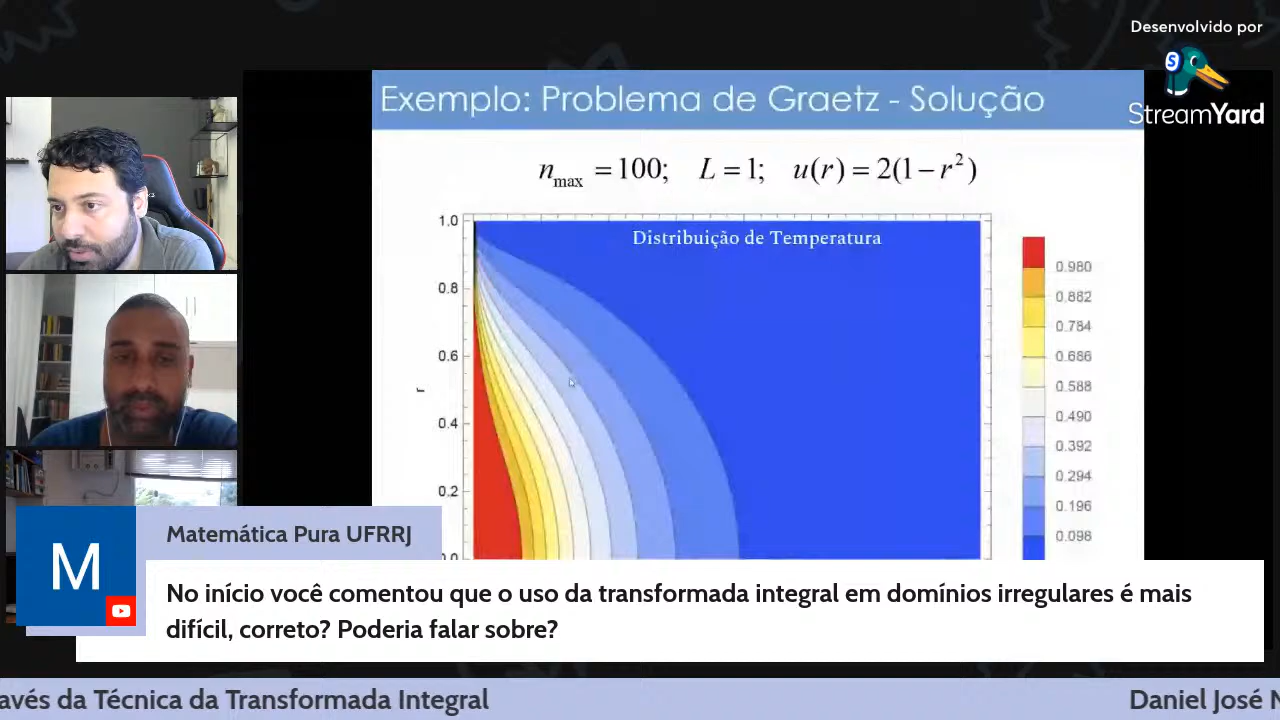 Desenvolvido por
S
StreamYard
Exemplo: Problema de Graetz - Solução
n_max = 100; L = 1; u(r) = 2(1 − r²)
Distribuição de Temperatura
1.0
0.8
0.6
r
0.4
0.2
0.0
0.980
0.882
0.784
0.686
0.588
0.490
0.392
0.294
0.196
0.098
M
Matemática Pura UFRRJ
No início você comentou que o uso da transformada integral em domínios irregulares é mais
difícil, correto? Poderia falar sobre?
avés da Técnica da Transformada Integral
Daniel José